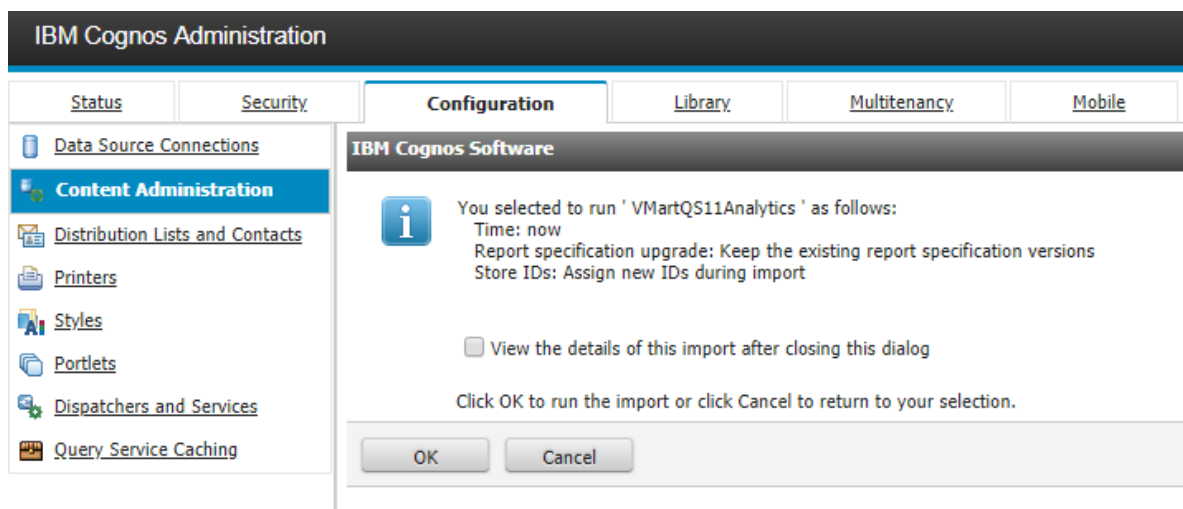 IBM Cognos Administration
Status
Security
Configuration
Library
Multitenancy
Mobile
Data Source Connections
Content Administration
Distribution Lists and Contacts
Printers
Styles
Portlets
Dispatchers and Services
Query Service Caching
IBM Cognos Software
You selected to run ' VMartQS11Analytics ' as follows:
Time: now
Report specification upgrade: Keep the existing report specification versions
Store IDs: Assign new IDs during import
View the details of this import after closing this dialog
Click OK to run the import or click Cancel to return to your selection.
OK
Cancel